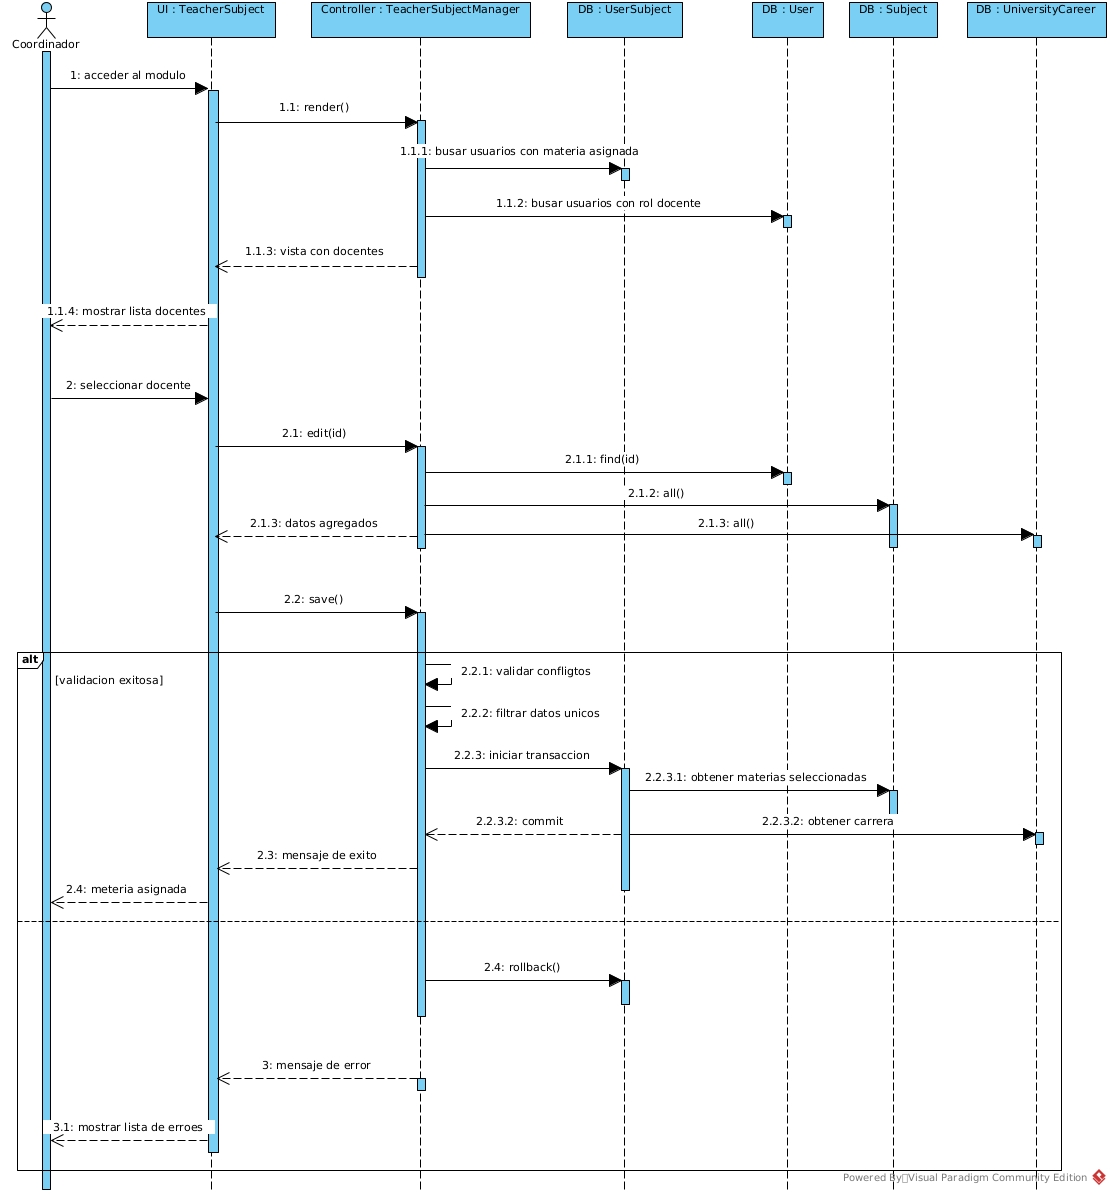 UI : TeacherSubject
Controller : TeacherSubjectManager
DB : UserSubject
DB : User
DB : Subject
DB : UniversityCareer
Coordinador
1: acceder al modulo
1.1: render()
1.1.1: busar usuarios con materia asignada
1.1.2: busar usuarios con rol docente
1.1.3: vista con docentes
1.1.4: mostrar lista docentes
2: seleccionar docente
2.1: edit(id)
2.1.1: find(id)
2.1.2: all()
2.1.3: datos agregados
2.1.3: all()
2.2: save()
alt
[validacion exitosa]
2.2.1: validar confligtos
2.2.2: filtrar datos unicos
2.2.3: iniciar transaccion
2.2.3.1: obtener materias seleccionadas
2.2.3.2: commit
2.2.3.2: obtener carrera
2.3: mensaje de exito
2.4: meteria asignada
2.4: rollback()
3: mensaje de error
3.1: mostrar lista de erroes
Powered By Visual Paradigm Community Edition